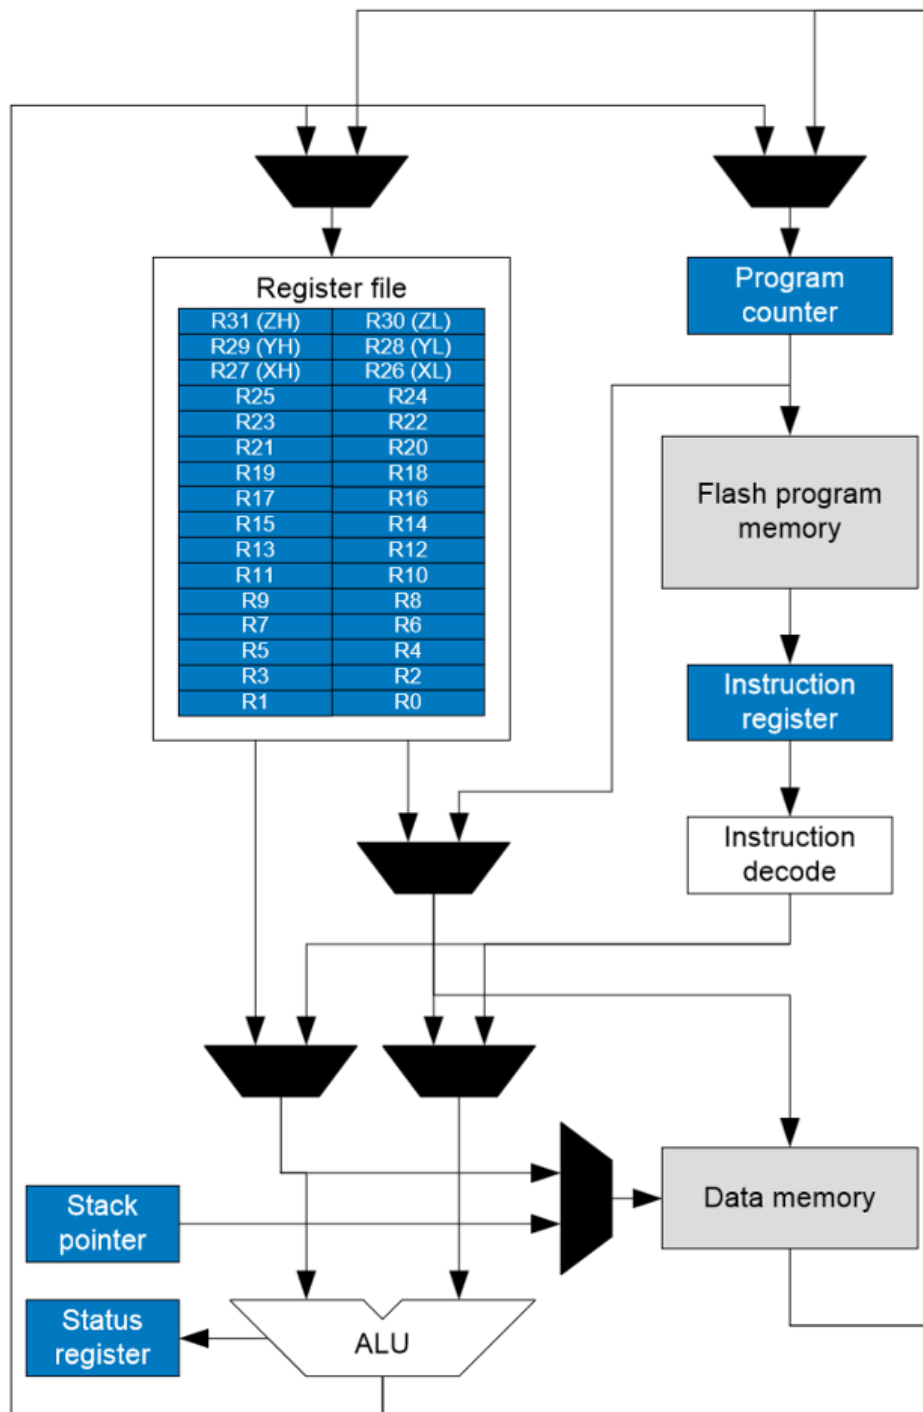 Register file
R31 (ZH) R30 (ZL)
R29 (YH) R28 (YL)
R27 (XH) R26 (XL)
R25 R24
R23 R22
R21 R20
R19 R18
R17 R16
R15 R14
R13 R12
R11 R10
R9 R8
R7 R6
R5 R4
R3 R2
R1 R0
Program
counter
Flash program
memory
Instruction
register
Instruction
decode
Stack
pointer
Data memory
Status
register
ALU